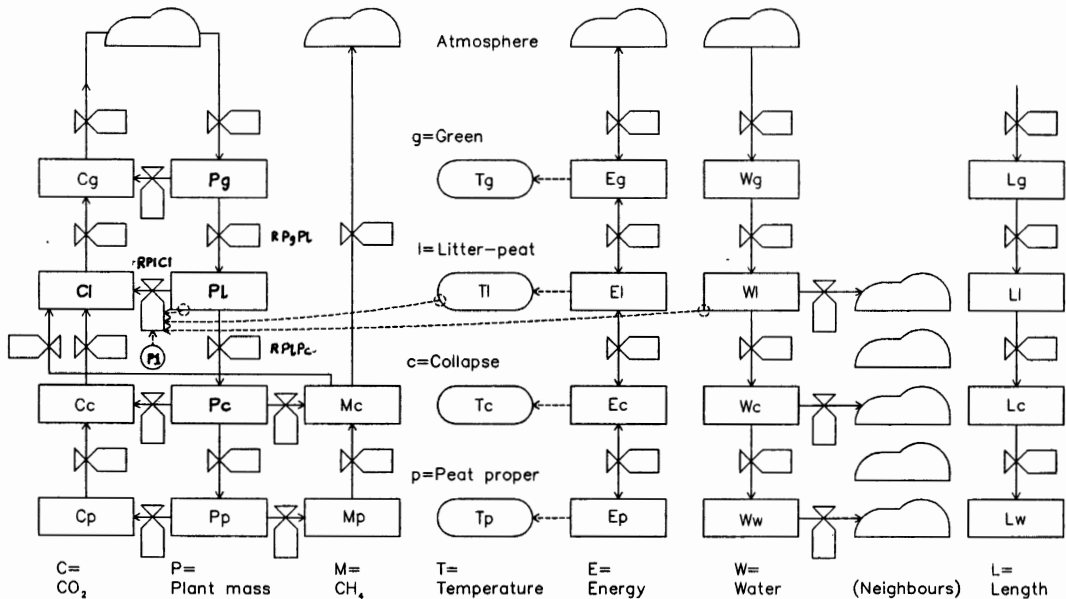 Atmosphere
g=Green
Cg Pg Tg Eg Wg Lg
RPgPl
l=Litter-peat
RPlCl
Cl Pl Tl El Wl Ll
P1
RPlPc
c=Collapse
Cc Pc Mc Tc Ec Wc Lc
p=Peat proper
Cp Pp Mp Tp Ep Ww Lw
C= P= M= T= E= W= L=
CO₂ Plant mass CH₄ Temperature Energy Water (Neighbours) Length